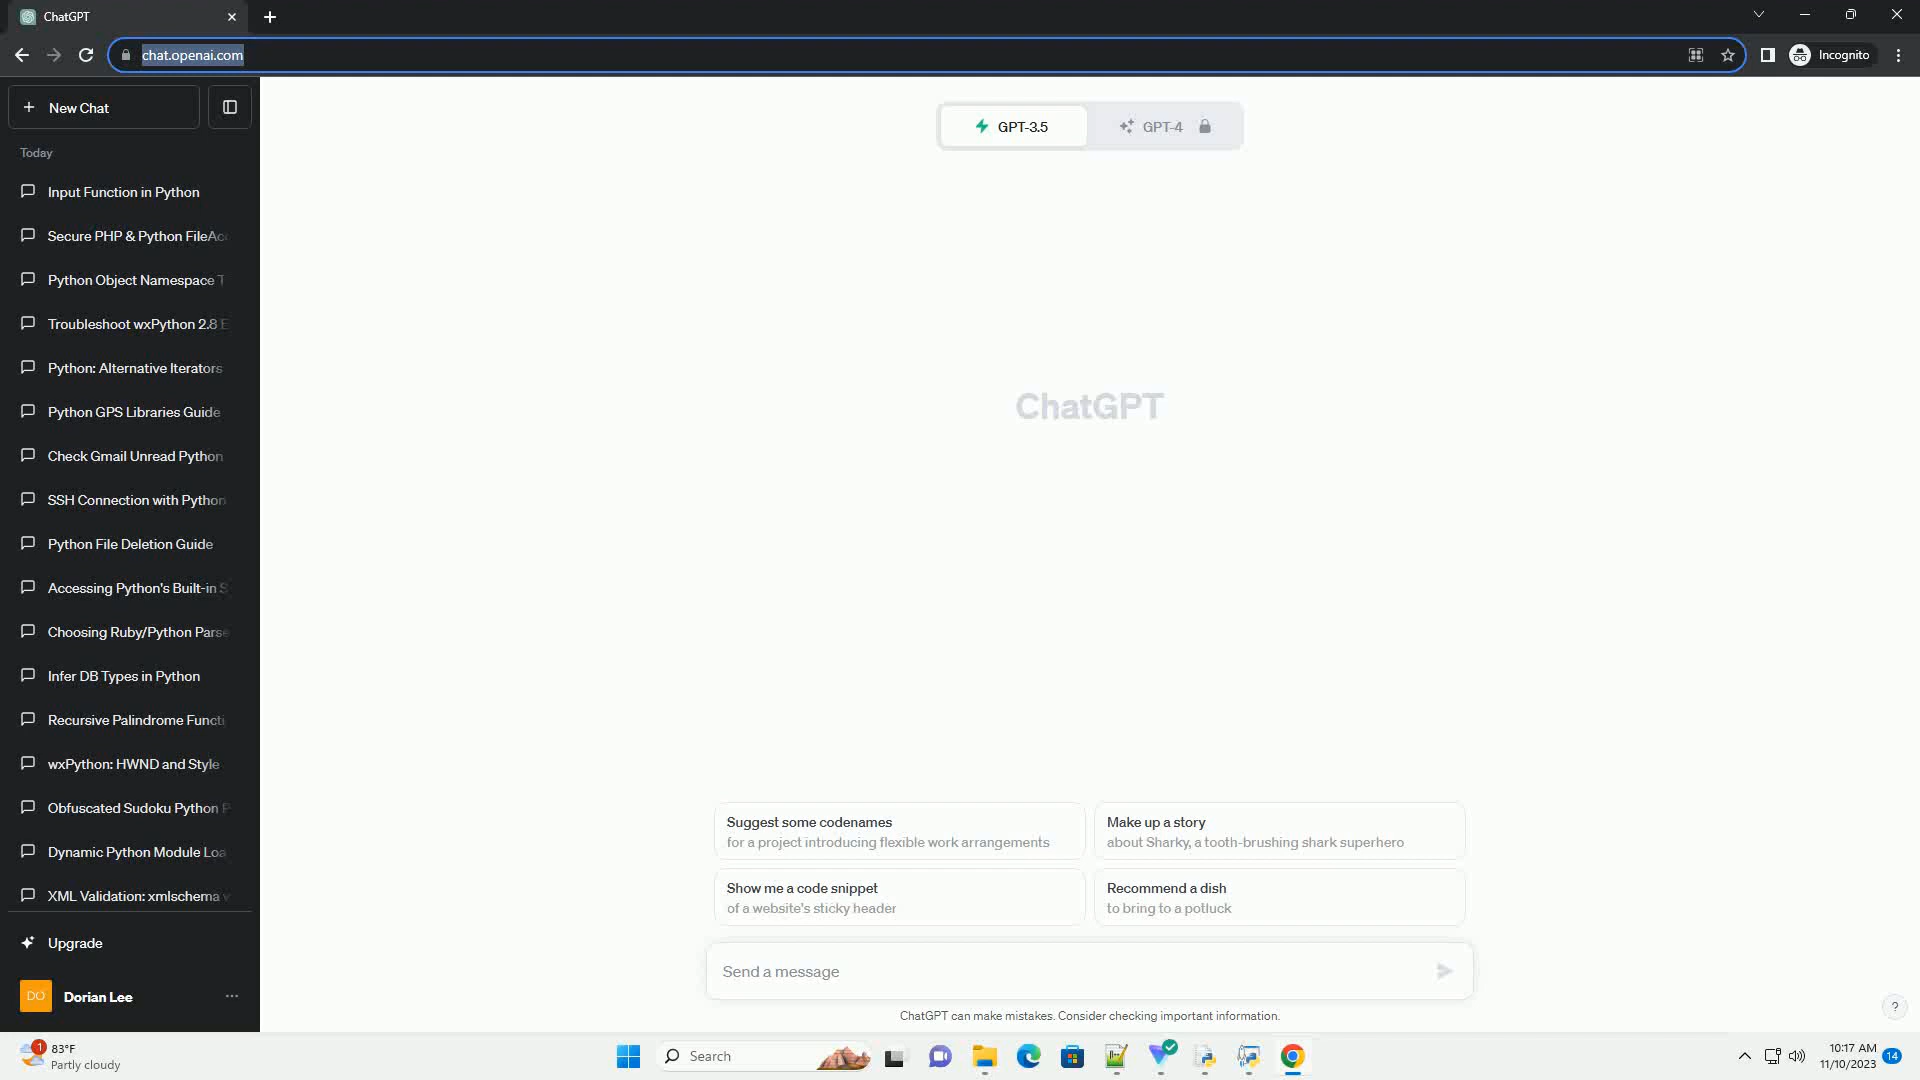 ChatGPT
chat.openai.com
Incognito
New Chat
GPT-3.5
GPT-4
Today
Input Function in Python
Secure PHP & Python FileAcc
Python Object Namespace T
Troubleshoot wxPython 2.8 E
Python: Alternative Iterators
Python GPS Libraries Guide
Check Gmail Unread Python
SSH Connection with Python
Python File Deletion Guide
Accessing Python's Built-in S
Choosing Ruby/Python Parse
Infer DB Types in Python
Recursive Palindrome Functi
wxPython: HWND and Style
Obfuscated Sudoku Python P
Dynamic Python Module Loa
XML Validation: xmlschema v
Upgrade
DO
Dorian Lee
ChatGPT
Suggest some codenames
for a project introducing flexible work arrangements
Make up a story
about Sharky, a tooth-brushing shark superhero
Show me a code snippet
of a website's sticky header
Recommend a dish
to bring to a potluck
Send a message
ChatGPT can make mistakes. Consider checking important information.
?
1
83°F
Partly cloudy
Search
10:17 AM
11/10/2023
14